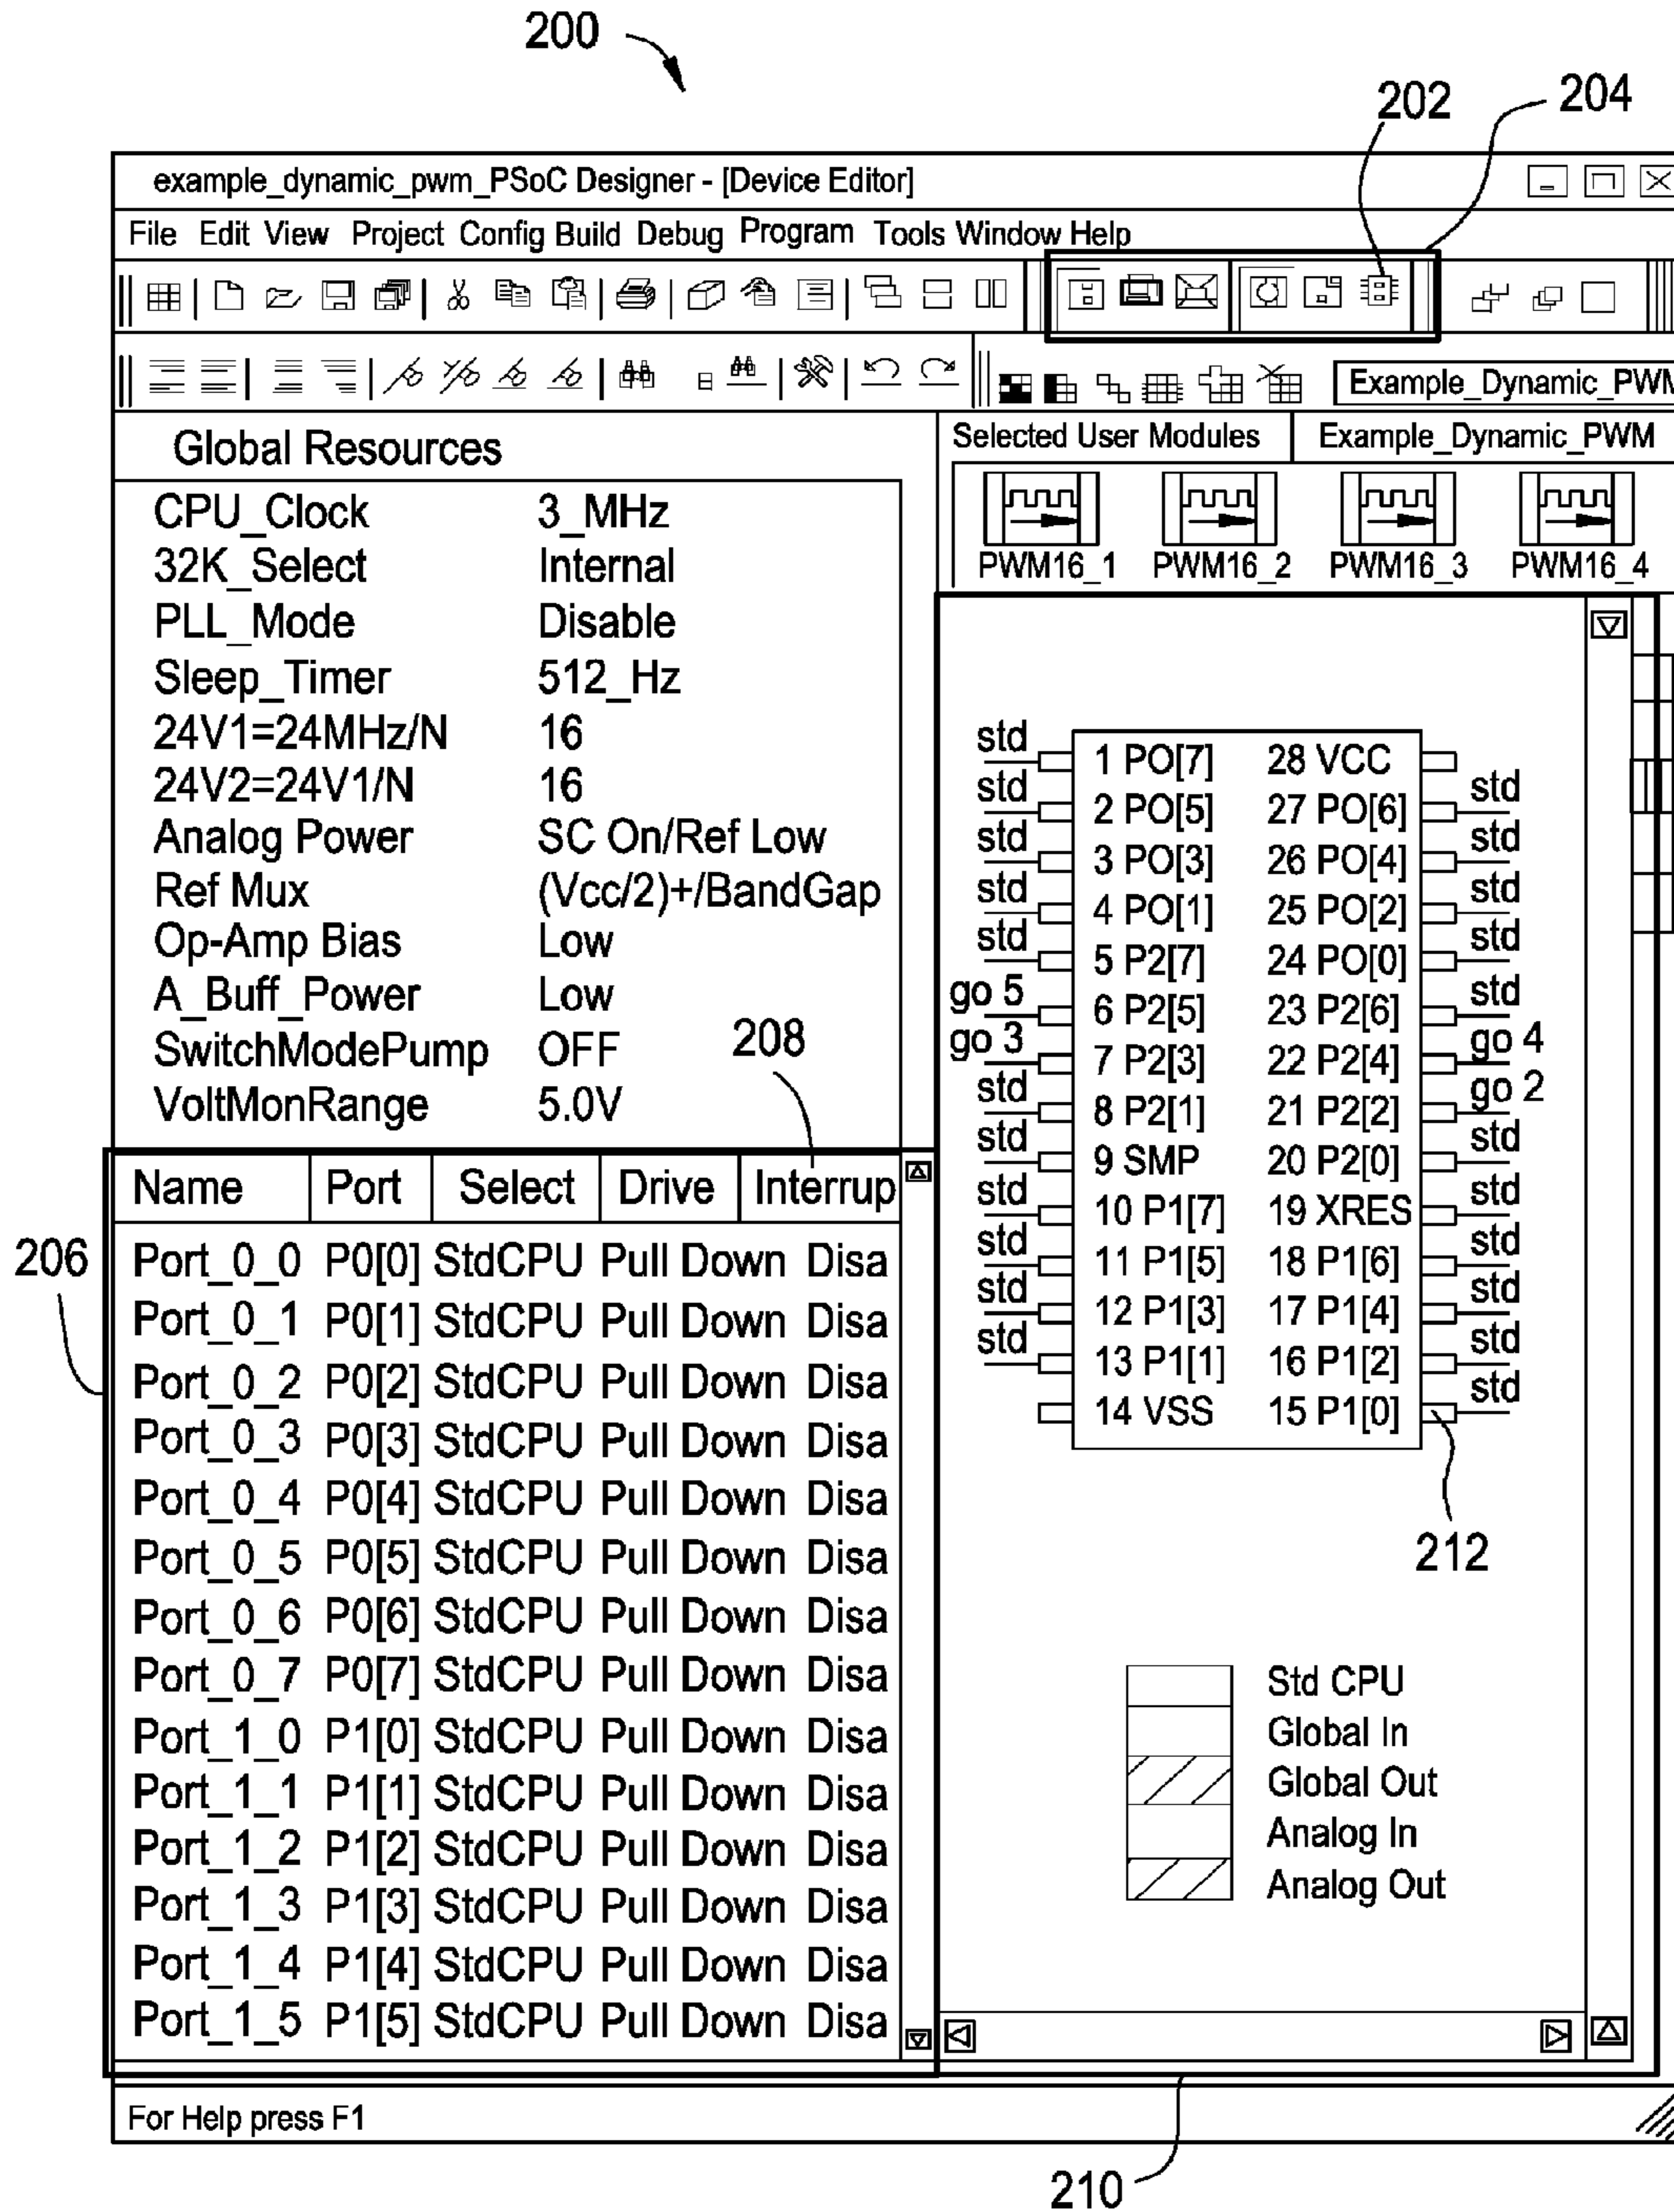 200
202
204
example_dynamic_pwm_PSoC Designer - [Device Editor]
File Edit View Project Config Build Debug Program Tools Window Help
Example_Dynamic_PWM
Global Resources
CPU_Clock 3_MHz
32K_Select Internal
PLL_Mode Disable
Sleep_Timer 512_Hz
24V1=24MHz/N 16
24V2=24V1/N 16
Analog Power SC On/Ref Low
Ref Mux (Vcc/2)+/BandGap
Op-Amp Bias Low
A_Buff_Power Low
SwitchModePump OFF
VoltMonRange 5.0V
208
206
Name Port Select Drive Interrup
Port_0_0 P0[0] StdCPU Pull Down Disa
Port_0_1 P0[1] StdCPU Pull Down Disa
Port_0_2 P0[2] StdCPU Pull Down Disa
Port_0_3 P0[3] StdCPU Pull Down Disa
Port_0_4 P0[4] StdCPU Pull Down Disa
Port_0_5 P0[5] StdCPU Pull Down Disa
Port_0_6 P0[6] StdCPU Pull Down Disa
Port_0_7 P0[7] StdCPU Pull Down Disa
Port_1_0 P1[0] StdCPU Pull Down Disa
Port_1_1 P1[1] StdCPU Pull Down Disa
Port_1_2 P1[2] StdCPU Pull Down Disa
Port_1_3 P1[3] StdCPU Pull Down Disa
Port_1_4 P1[4] StdCPU Pull Down Disa
Port_1_5 P1[5] StdCPU Pull Down Disa
Selected User Modules Example_Dynamic_PWM
PWM16_1 PWM16_2 PWM16_3 PWM16_4
std 1 PO[7] 28 VCC
std 2 PO[5] 27 PO[6] std
std 3 PO[3] 26 PO[4] std
std 4 PO[1] 25 PO[2] std
std 5 P2[7] 24 PO[0] std
go 5 6 P2[5] 23 P2[6] std
go 3 7 P2[3] 22 P2[4] go 4
std 8 P2[1] 21 P2[2] go 2
std 9 SMP 20 P2[0] std
std 10 P1[7] 19 XRES std
std 11 P1[5] 18 P1[6] std
std 12 P1[3] 17 P1[4] std
std 13 P1[1] 16 P1[2] std
14 VSS 15 P1[0] std
212
Std CPU
Global In
Global Out
Analog In
Analog Out
For Help press F1
210